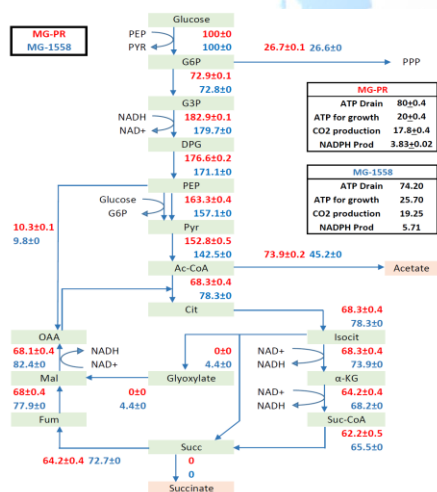 Glucose
MG-PR
MG-1558
PEP
PYR
100±0
100±0
26.7±0.1 26.6±0
G6P
PPP
72.9±0.1
72.8±0
G3P
NADH
NAD+
182.9±0.1
179.7±0
DPG
176.6±0.2
171.1±0
PEP
Glucose
G6P
163.3±0.4
157.1±0
Pyr
152.8±0.5
142.5±0
10.3±0.1
9.8±0
Ac-CoA
73.9±0.2 45.2±0
Acetate
68.3±0.4
78.3±0
Cit
68.3±0.4
78.3±0
MG-PR
ATP Drain 80±0.4
ATP for growth 20±0.4
CO2 production 17.8±0.4
NADPH Prod 3.83±0.02
MG-1558
ATP Drain 74.20
ATP for growth 25.70
CO2 production 19.25
NADPH Prod 5.71
OAA
68.1±0.4
82.4±0
NADH
NAD+
0±0
4.4±0
Isocit
NAD+
NADH
68.3±0.4
73.9±0
Mal
Glyoxylate
α-KG
68±0.4
77.9±0
0±0
4.4±0
NAD+
NADH
64.2±0.4
68.2±0
Fum
Suc-CoA
62.2±0.5
65.5±0
Succ
64.2±0.4 72.7±0
0
0
Succinate